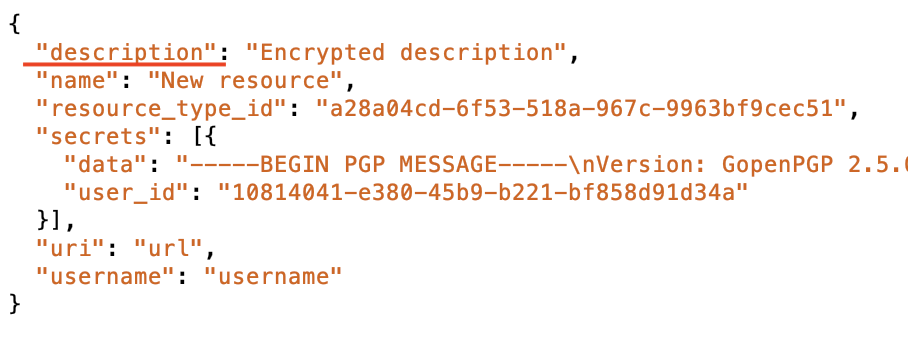 {
"description": "Encrypted description",
"name": "New resource",
"resource_type_id": "a28a04cd-6f53-518a-967c-9963bf9cec51",
"secrets": [{
"data": "-----BEGIN PGP MESSAGE-----\nVersion: GopenPGP 2.5.
"user_id": "10814041-e380-45b9-b221-bf858d91d34a"
}],
"uri": "url",
"username": "username"
}